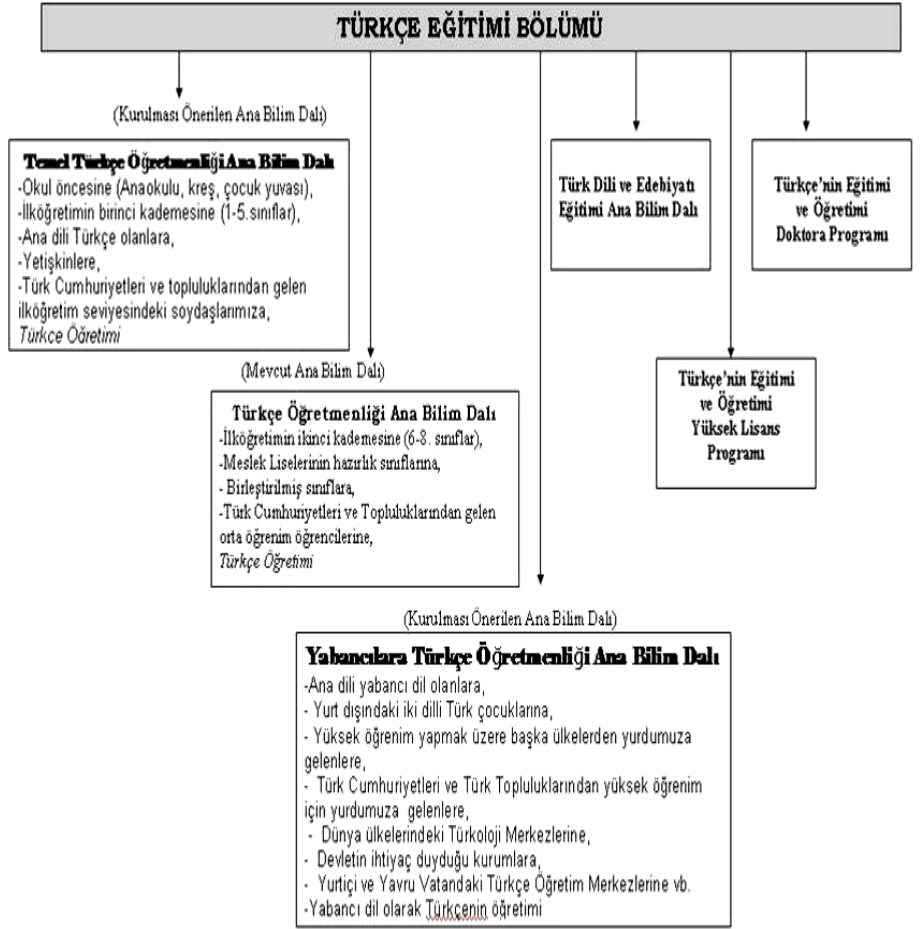 TÜRKÇE EĞİTİMİ BÖLÜMÜ
(Kurulması Önerilen Ana Bilim Dalı)
Temel Türkçe Öğretmenliği Ana Bilim Dalı
-Okul öncesine (Anaokulu, kreş, çocuk yuvası),
-İlköğretimin birinci kademesine (1-5.sınıflar),
-Ana dili Türkçe olanlara,
-Yetişkinlere,
-Türk Cumhuriyetleri ve topluluklarından gelen
ilköğretim seviyesindeki soydaşlarımıza,
Türkçe Öğretimi
Türk Dili ve Edebiyatı
Eğitimi Ana Bilim Dalı
Türkçe’nin Eğitimi
ve Öğretimi
Doktora Programı
(Mevcut Ana Bilim Dalı)
Türkçe Öğretmenliği Ana Bilim Dalı
-İlköğretimin ikinci kademesine (6-8. sınıflar),
-Meslek Liselerinin hazırlık sınıflarına,
- Birleştirilmiş sınıflara,
-Türk Cumhuriyetleri ve Topluluklarından gelen
orta öğrenim öğrencilerine,
Türkçe Öğretimi
Türkçe’nin Eğitimi
ve Öğretimi
Yüksek Lisans
Programı
(Kurulması Önerilen Ana Bilim Dalı)
Yabancılara Türkçe Öğretmenliği Ana Bilim Dalı
-Ana dili yabancı dil olanlara,
- Yurt dışındaki iki dilli Türk çocuklarına,
- Yüksek öğrenim yapmak üzere başka ülkelerden yurdumuza
gelenlere,
- Türk Cumhuriyetleri ve Türk Topluluklarından yüksek öğrenim
için yurdumuza gelenlere,
- Dünya ülkelerindeki Türkoloji Merkezlerine,
- Devletin ihtiyaç duyduğu kurumlara,
- Yurtiçi ve Yavru Vatandaki Türkçe Öğretim Merkezlerine vb.
-Yabancı dil olarak Türkçenin öğretimi